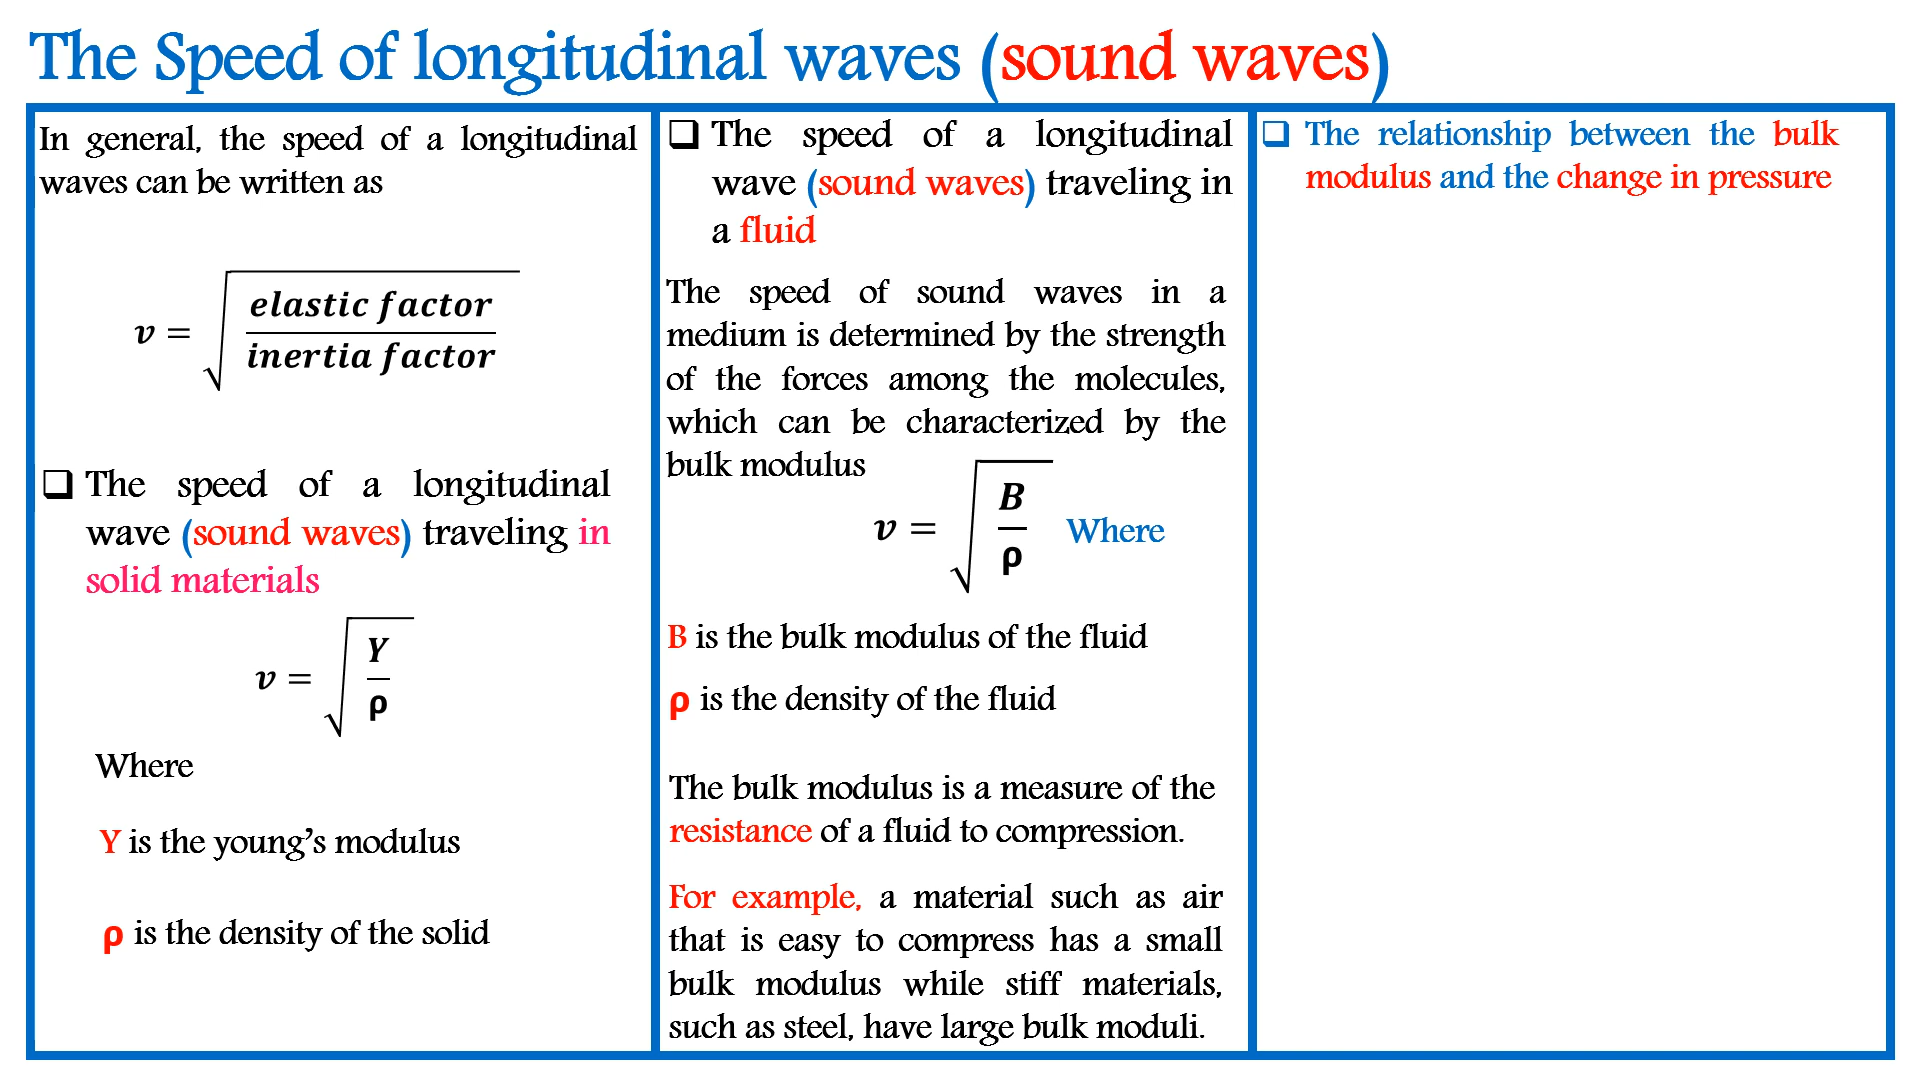 The Speed of longitudinal waves (sound waves)
In general, the speed of a longitudinal
waves can be written as
v = √(elastic factor / inertia factor)
❑ The speed of a longitudinal
wave (sound waves) traveling in
solid materials
v = √(Y / ρ)
Where
Y is the young’s modulus
ρ is the density of the solid
❑ The speed of a longitudinal
wave (sound waves) traveling in
a fluid
The speed of sound waves in a
medium is determined by the strength
of the forces among the molecules,
which can be characterized by the
bulk modulus
v = √(B / ρ) Where
B is the bulk modulus of the fluid
ρ is the density of the fluid
The bulk modulus is a measure of the
resistance of a fluid to compression.
For example, a material such as air
that is easy to compress has a small
bulk modulus while stiff materials,
such as steel, have large bulk moduli.
❑ The relationship between the bulk
modulus and the change in pressure